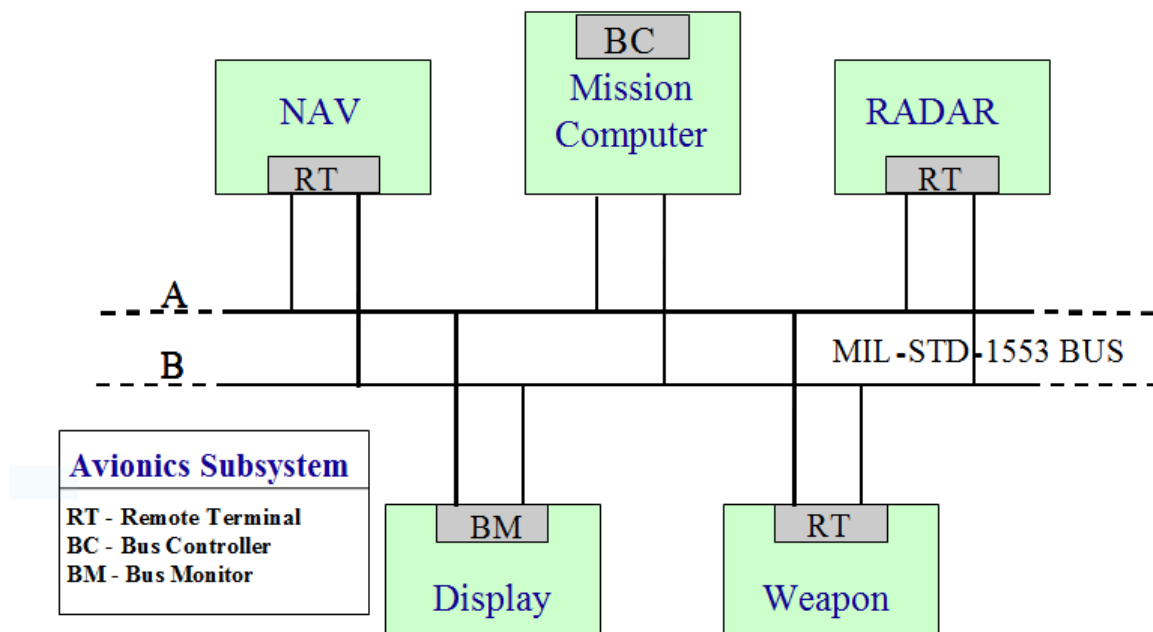 BC
Mission
Computer
NAV
RT
RADAR
RT
A
MIL-STD-1553 BUS
B
Avionics Subsystem
RT - Remote Terminal
BC - Bus Controller
BM - Bus Monitor
BM
Display
RT
Weapon